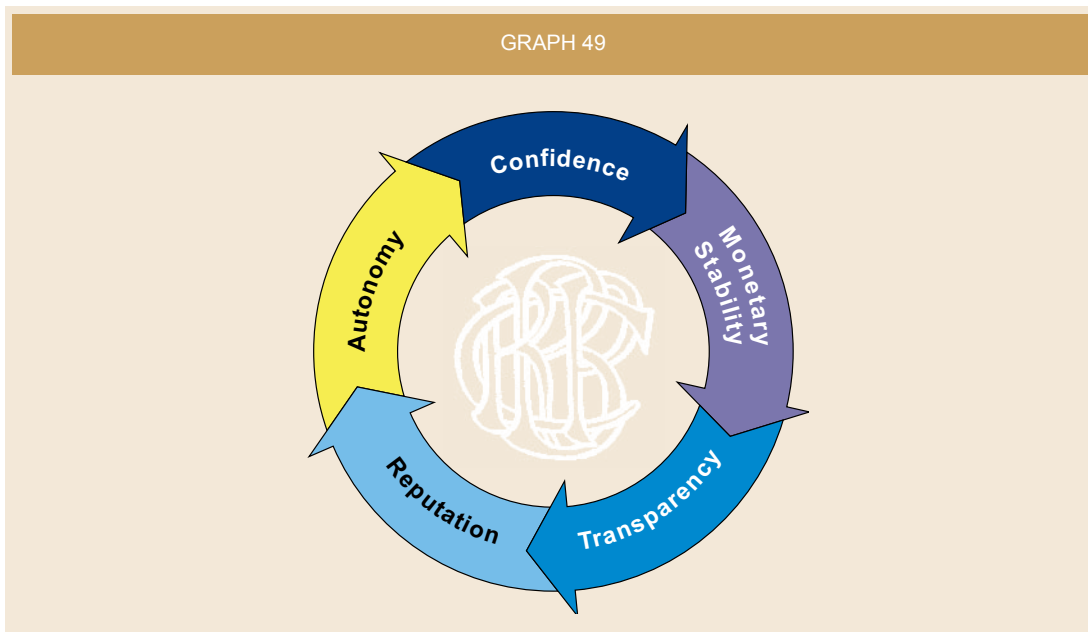 GRAPH 49
Confidence
Monetary
Stability
Transparency
Reputation
Autonomy